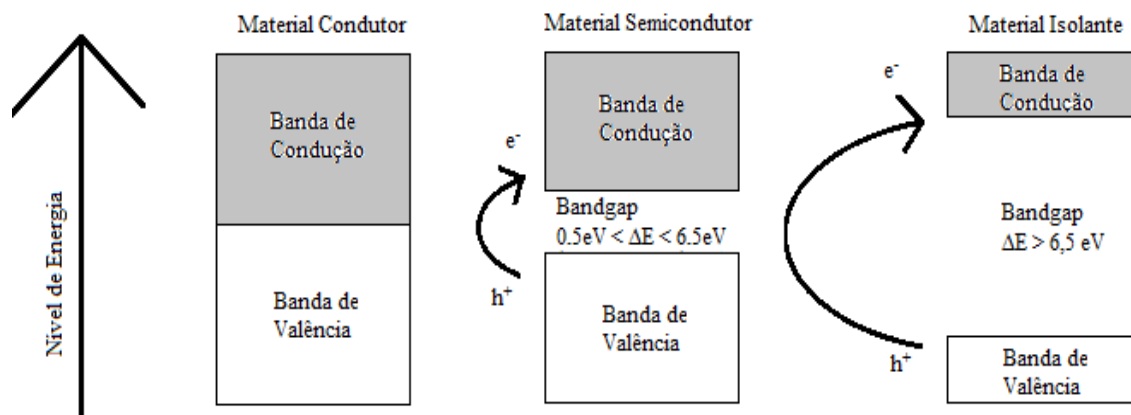 Nível de Energia
Material Condutor
Banda de
Condução
Banda de
Valência
Material Semicondutor
Banda de
Condução
e-
Bandgap
0.5eV < ΔE < 6.5eV
h+
Banda de
Valência
Material Isolante
e-
Banda de
Condução
Bandgap
ΔE > 6,5 eV
h+
Banda de
Valência